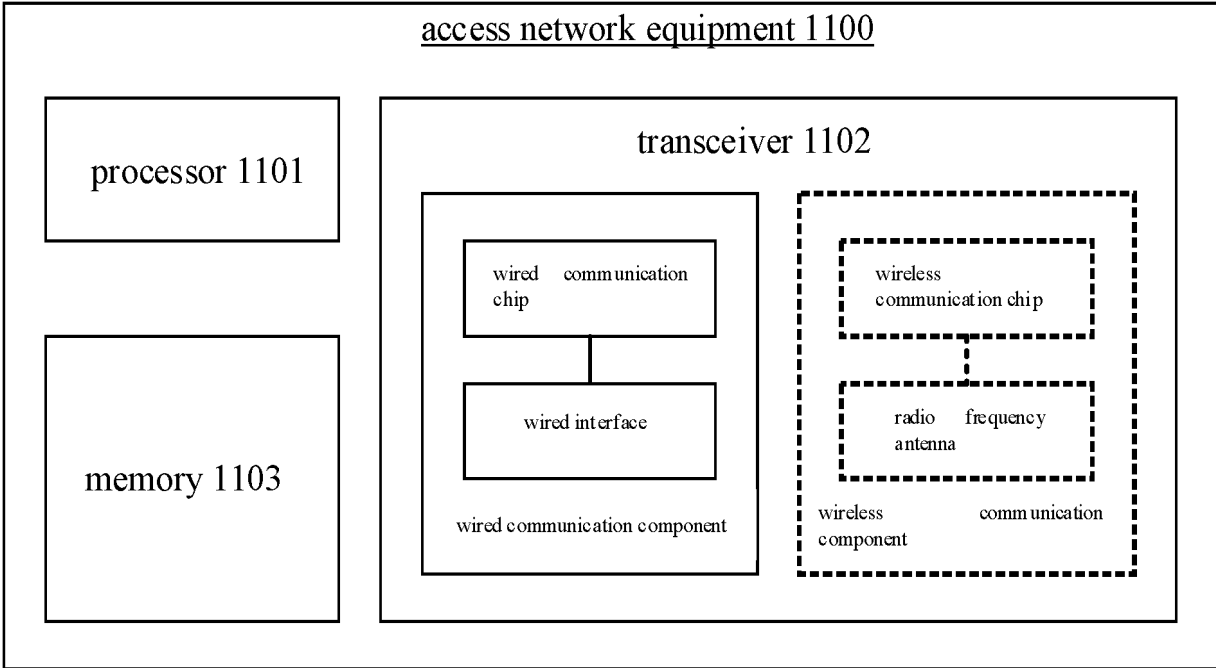 access network equipment 1100
processor 1101
memory 1103
transceiver 1102
wired communication
chip
wired interface
wired communication component
wireless
communication chip
radio frequency
antenna
wireless communication
component